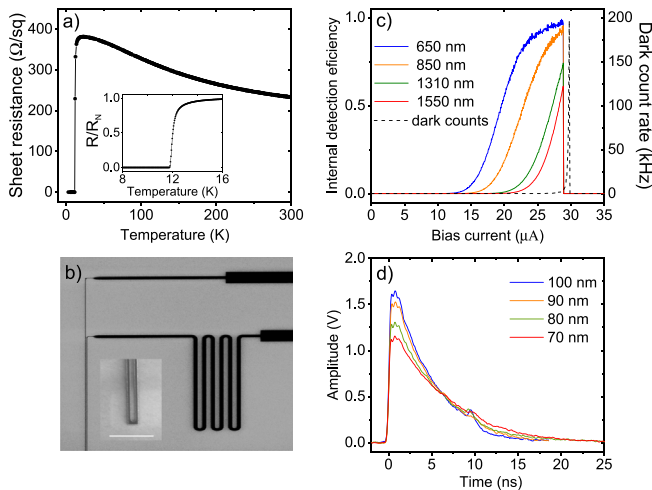 a)
Sheet resistance (Ω/sq)
400
300
200
100
0
0
100
200
300
Temperature (K)
R/R_N
1.0
0.5
0.0
8
12
16
Temperature (K)
b)
c)
Internal detection eficiency
1.0
0.5
0.0
650 nm
850 nm
1310 nm
1550 nm
dark counts
200
150
100
50
0
Dark count rate (kHz)
0
5
10
15
20
25
30
35
Bias current (μA)
d)
Amplitude (V)
2.0
1.5
1.0
0.5
0.0
100 nm
90 nm
80 nm
70 nm
0
5
10
15
20
25
Time (ns)